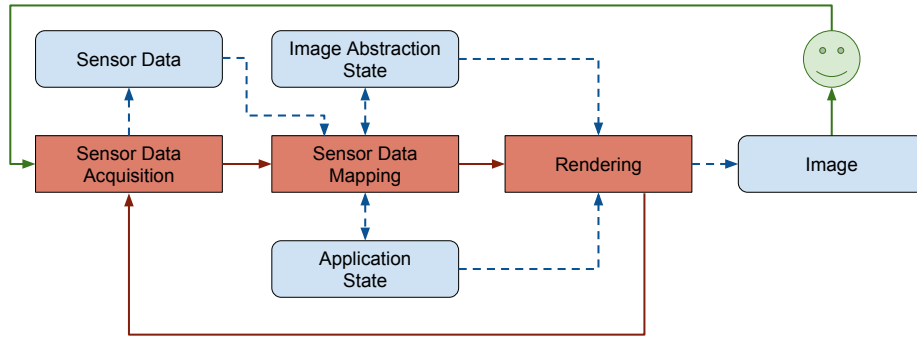 Sensor Data
Image Abstraction
State
Sensor Data
Acquisition
Sensor Data
Mapping
Rendering
Image
Application
State